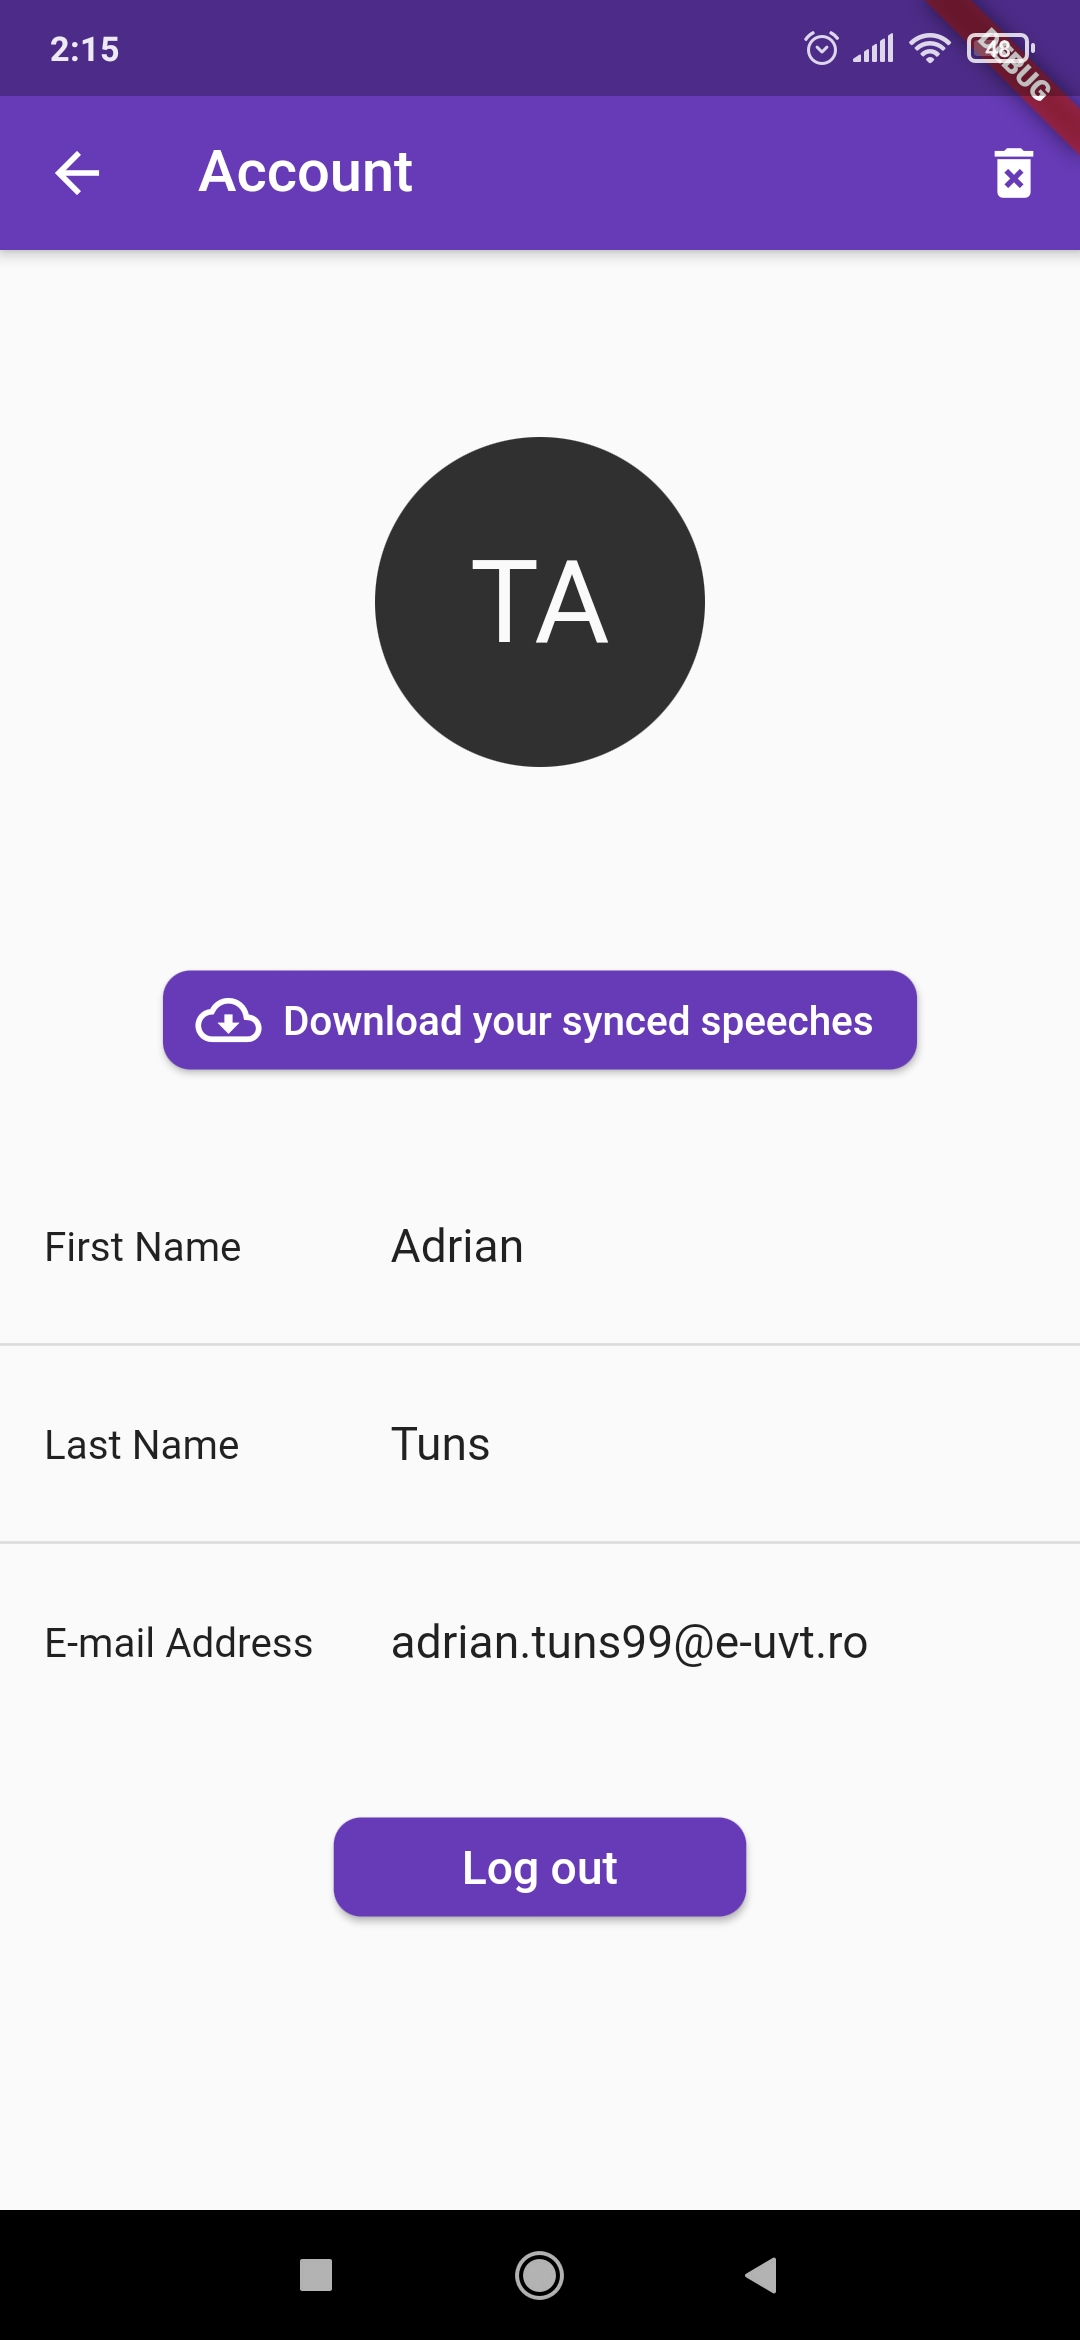 2:15
48
DEBUG
Account
TA
Download your synced speeches
First Name Adrian
Last Name Tuns
E-mail Address adrian.tuns99@e-uvt.ro
Log out